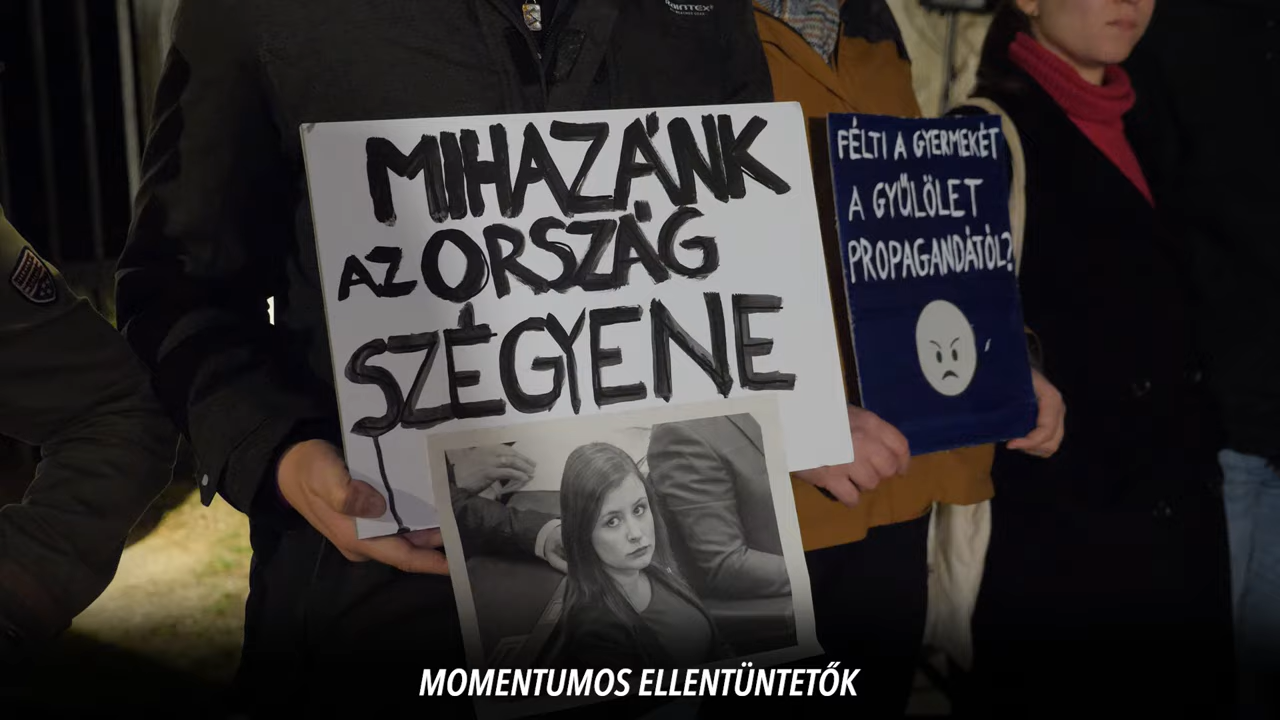 MIHAZÁNK
AZ ORSZÁG
SZÉGYENE
FÉLTI A GYERMEKÉT
A GYŰLÖLET
PROPAGANDÁTÓL?
MOMENTUMOS ELLENTÜNTETŐK